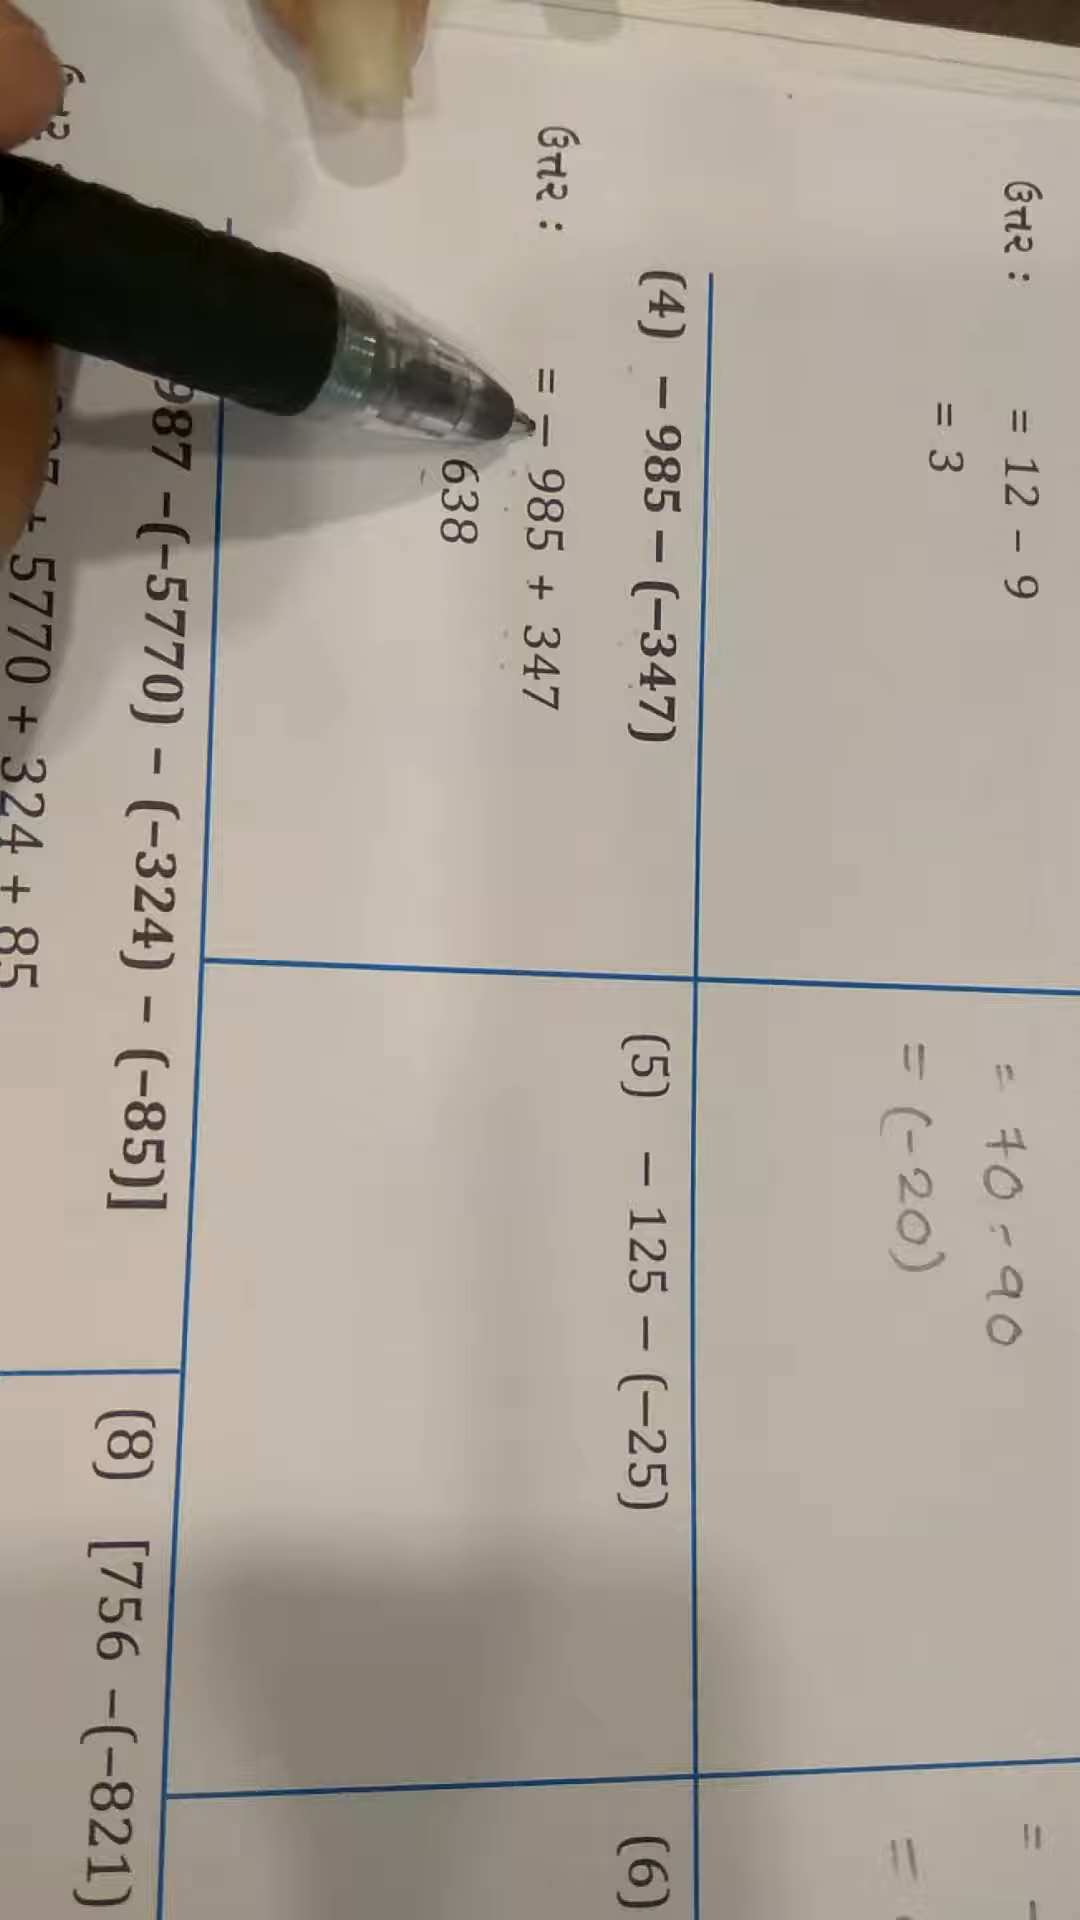 ઉત્તર : = 12 − 9
= 3
= 70 - 90
= (-20)
=
=
(4) − 985 − (−347)
ઉત્તર : = − 985 + 347
638
(5) − 125 − (−25)
(6)
987 −(−5770) − (−324) − (−85)]
+ 5770 + 324 + 85
(8) [756 −(−821)